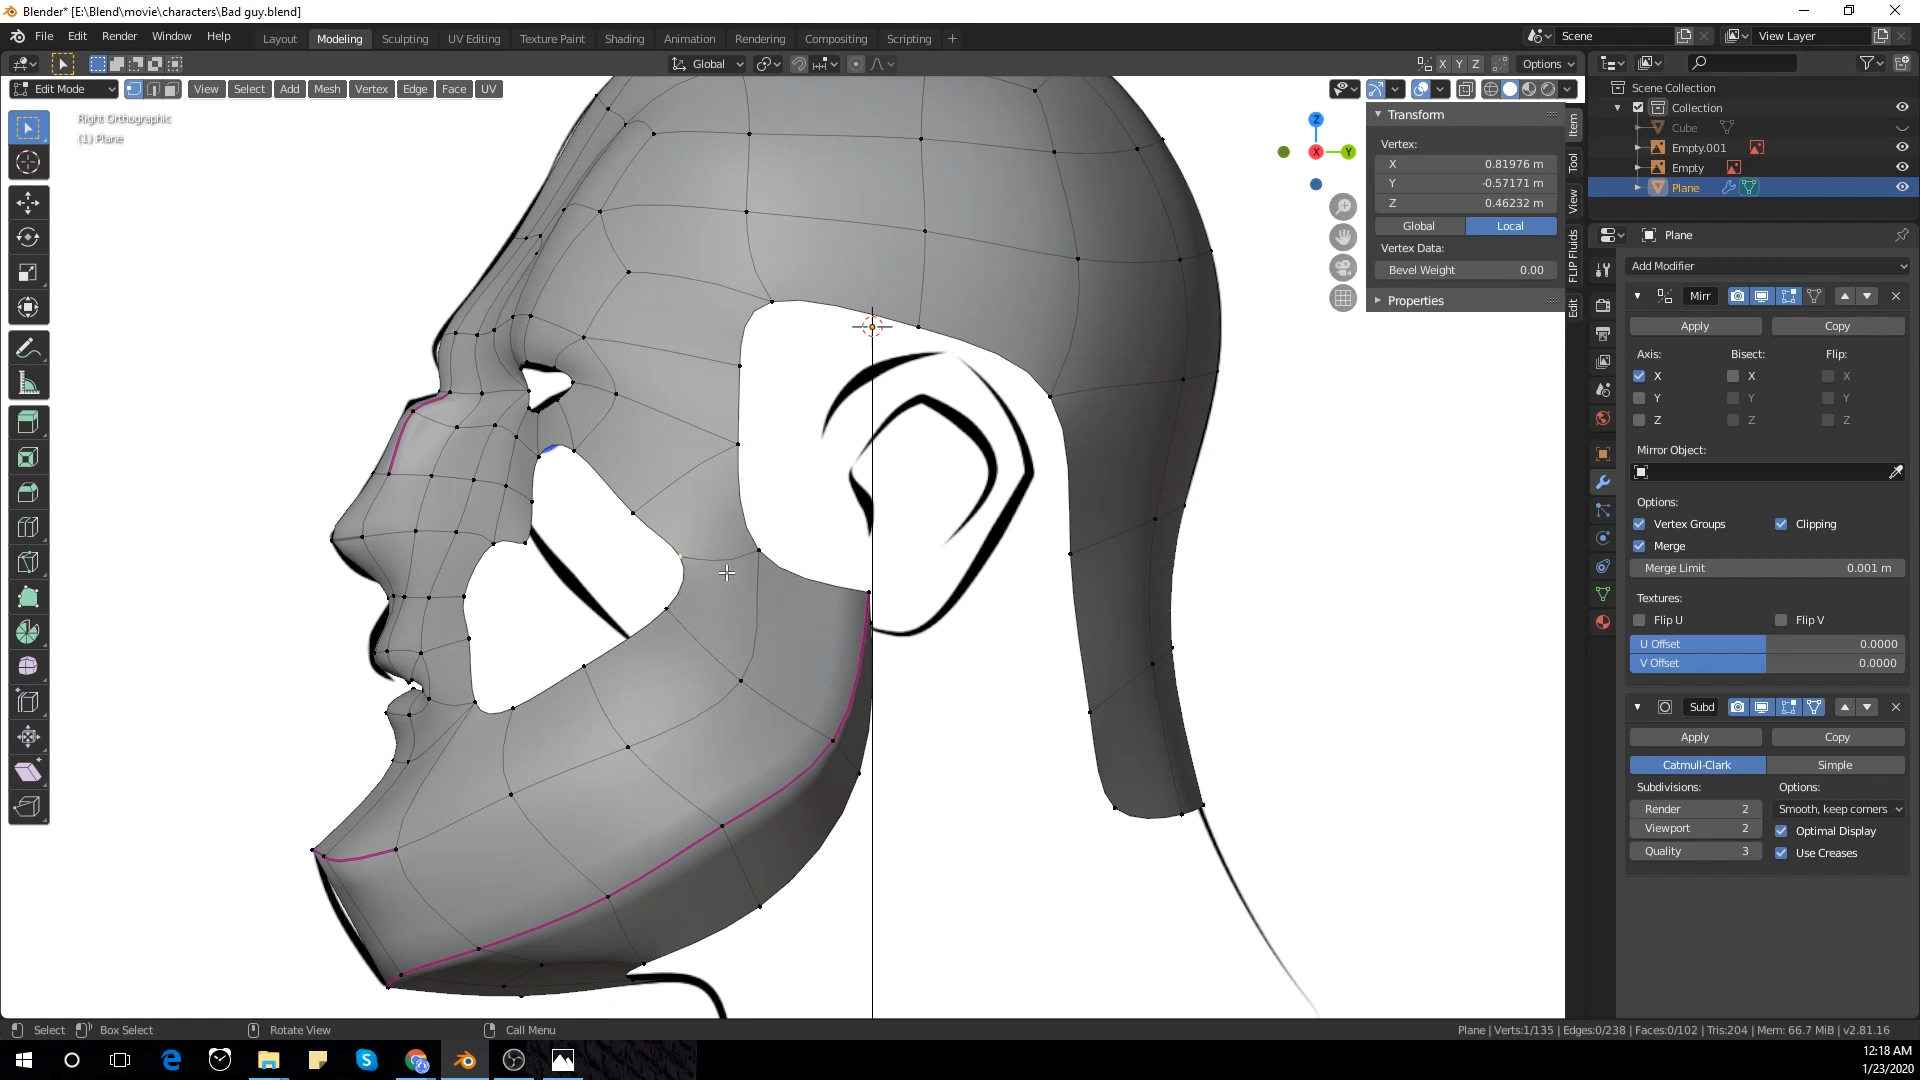 Blender* [E:\Blend\movie\characters\Bad guy.blend]
File Edit Render Window Help
Layout Modeling Sculpting UV Editing Texture Paint Shading Animation Rendering Compositing Scripting +
Scene
View Layer
Global
X Y Z
Options
Edit Mode
View Select Add Mesh Vertex Edge Face UV
Right Orthographic
(1) Plane
Z
X
Y
Transform
Vertex:
X 0.81976 m
Y -0.57171 m
Z 0.46232 m
Global Local
Vertex Data:
Bevel Weight 0.00
Properties
Item
Tool
View
FLIP Fluids
Edit
Scene Collection
Collection
Cube
Empty.001
Empty
Plane
Plane
Add Modifier
Mirr
Apply Copy
Axis: Bisect: Flip:
X X X
Y Y Y
Z Z Z
Mirror Object:
Options:
Vertex Groups Clipping
Merge
Merge Limit 0.001 m
Textures:
Flip U Flip V
U Offset 0.0000
V Offset 0.0000
Subd
Apply Copy
Catmull-Clark Simple
Subdivisions: Options:
Render 2 Smooth, keep corners
Viewport 2 Optimal Display
Quality 3 Use Creases
Select Box Select Rotate View Call Menu
Plane | Verts:1/135 | Edges:0/238 | Faces:0/102 | Tris:204 | Mem: 66.7 MiB | v2.81.16
12:18 AM
1/23/2020